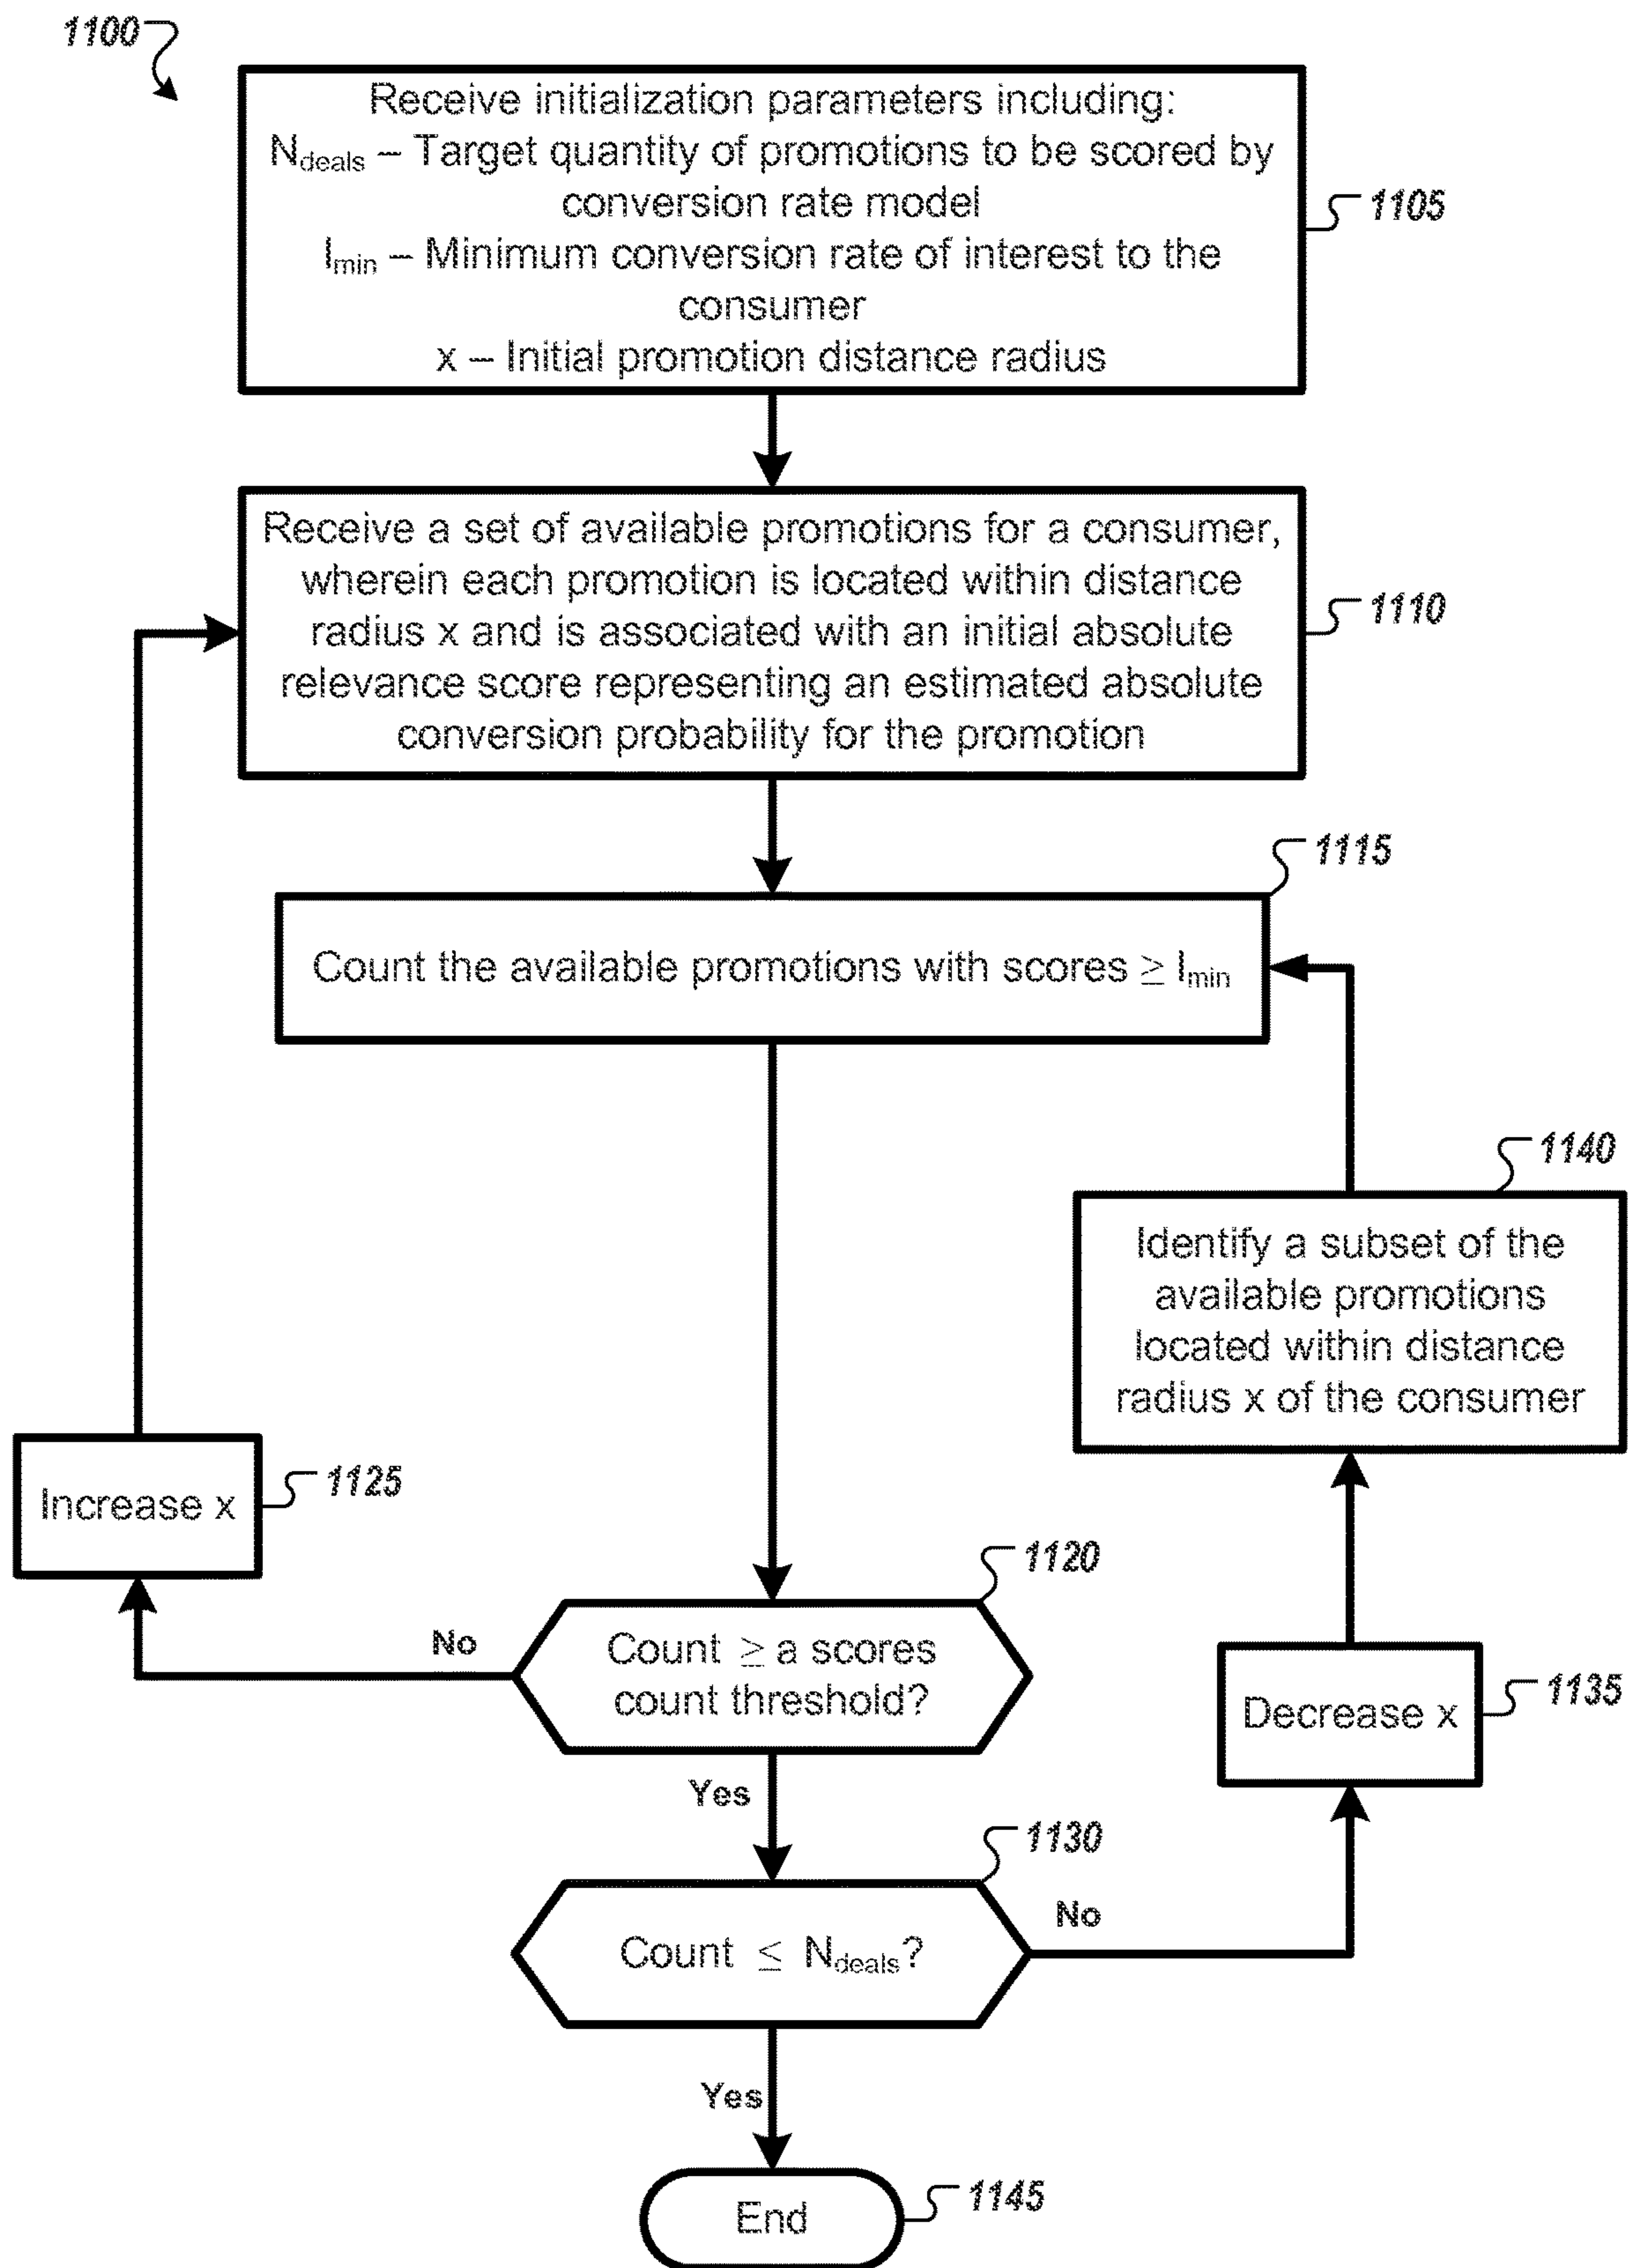 1100
Receive initialization parameters including:
Ndeals – Target quantity of promotions to be scored by
conversion rate model
Imin – Minimum conversion rate of interest to the
consumer
x – Initial promotion distance radius
1105
Receive a set of available promotions for a consumer,
wherein each promotion is located within distance
radius x and is associated with an initial absolute
relevance score representing an estimated absolute
conversion probability for the promotion
1110
1115
Count the available promotions with scores ≥ Imin
1140
Identify a subset of the
available promotions
located within distance
radius x of the consumer
Increase x
1125
1120
No
Count ≥ a scores
count threshold?
Decrease x
1135
Yes
1130
No
Count ≤ Ndeals?
Yes
End
1145